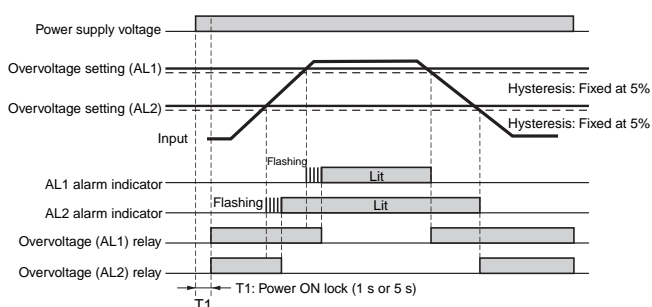 Power supply voltage
Overvoltage setting (AL1)
Hysteresis: Fixed at 5%
Overvoltage setting (AL2)
Hysteresis: Fixed at 5%
Input
Flashing
Lit
AL1 alarm indicator
Flashing
Lit
AL2 alarm indicator
Overvoltage (AL1) relay
Overvoltage (AL2) relay
T1: Power ON lock (1 s or 5 s)
T1